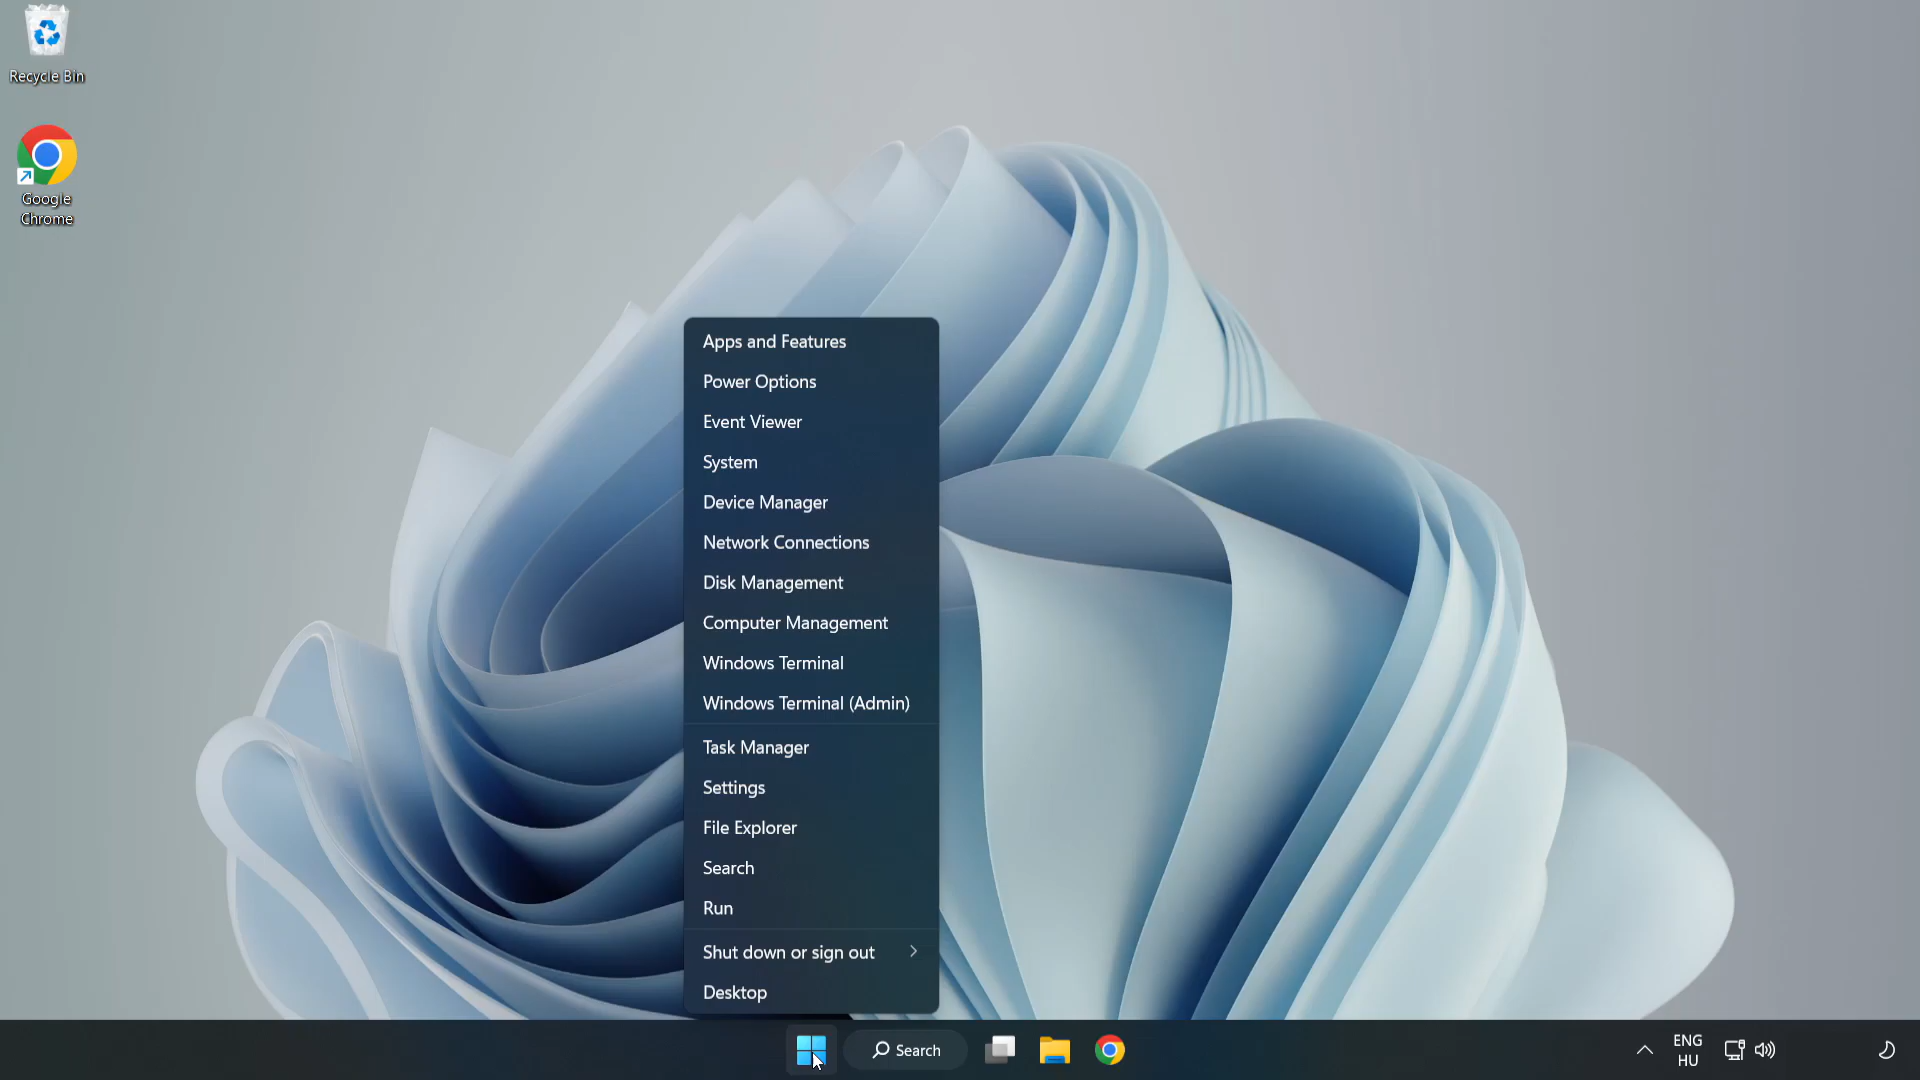 Recycle Bin
Google
Chrome
Apps and Features
Power Options
Event Viewer
System
Device Manager
Network Connections
Disk Management
Computer Management
Windows Terminal
Windows Terminal (Admin)
Task Manager
Settings
File Explorer
Search
Run
Shut down or sign out
Desktop
Search
ENG
HU